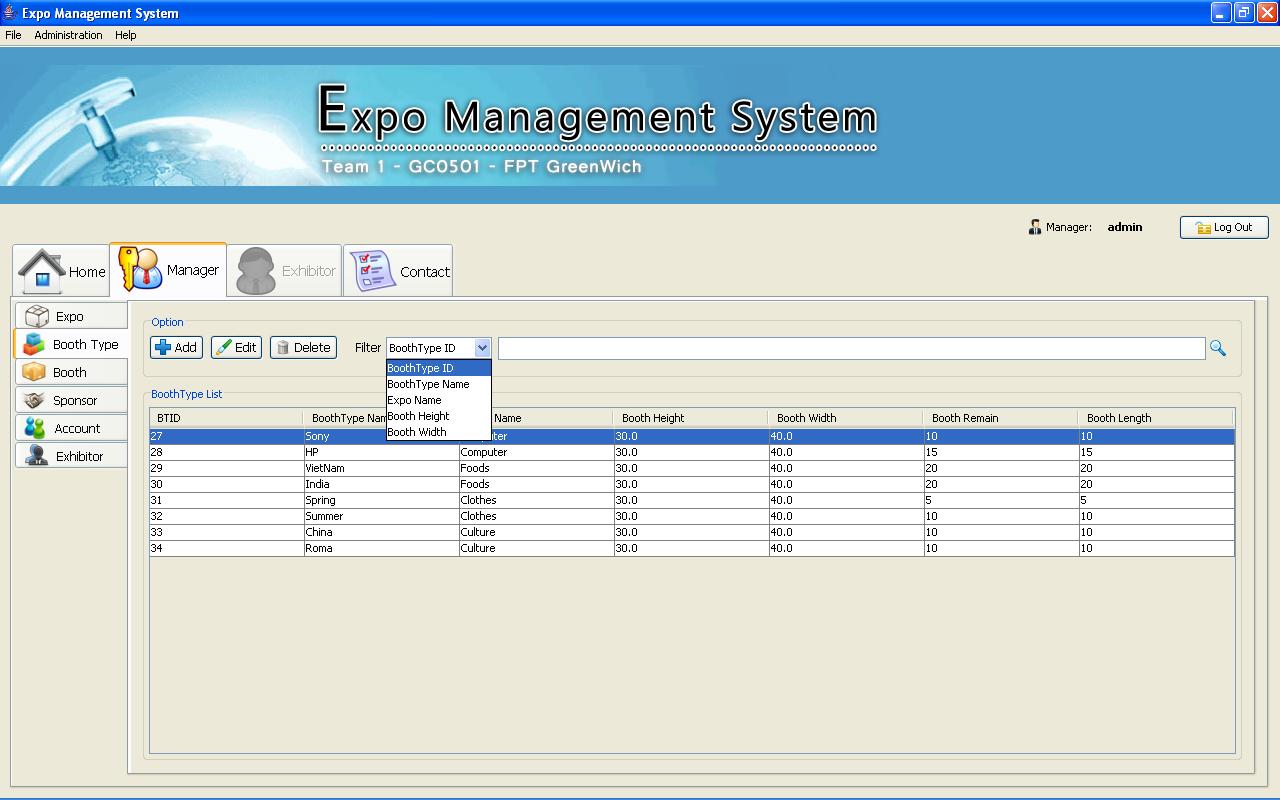 Expo Management System
File Administration Help
Expo Management System
Team 1 - GC0501 - FPT GreenWich
Manager: admin Log Out
Home Manager Exhibitor Contact
Expo
Booth Type
Booth
Sponsor
Account
Exhibitor
Option
Add Edit Delete Filter BoothType ID
BoothType ID
BoothType Name
Expo Name
Booth Height
Booth Width
BoothType List
BTID BoothType Nam Name Booth Height Booth Width Booth Remain Booth Length
27 Sony ter 30.0 40.0 10 10
28 HP Computer 30.0 40.0 15 15
29 VietNam Foods 30.0 40.0 20 20
30 India Foods 30.0 40.0 20 20
31 Spring Clothes 30.0 40.0 5 5
32 Summer Clothes 30.0 40.0 10 10
33 China Culture 30.0 40.0 10 10
34 Roma Culture 30.0 40.0 10 10